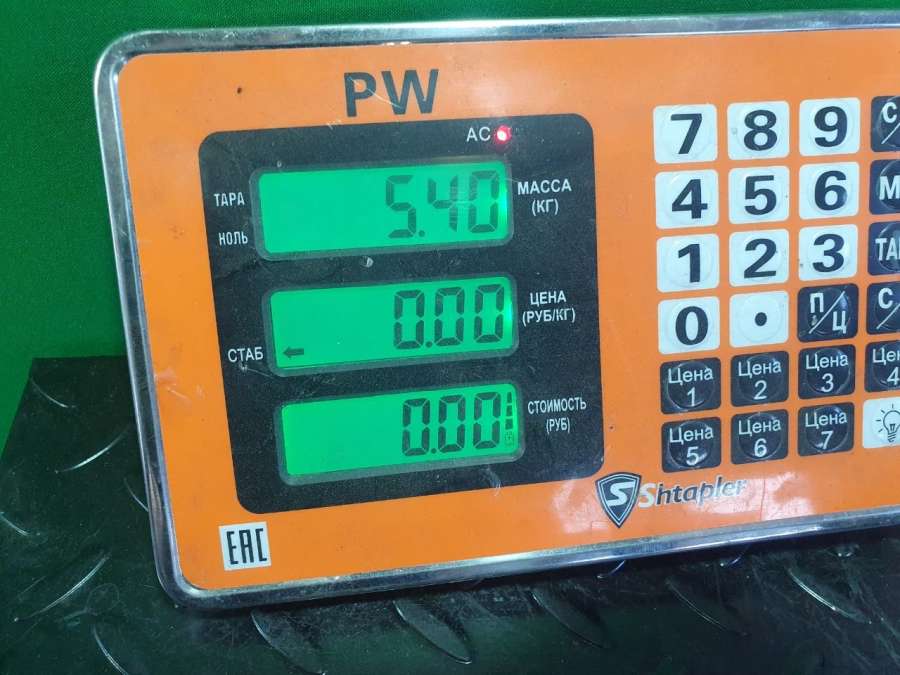 PW
AC
ТАРА
НОЛЬ
5.40
МАССА
(КГ)
СТАБ
0.00
ЦЕНА
(РУБ/КГ)
0.00
СТОИМОСТЬ
(РУБ)
7 8 9
4 5 6
1 2 3
0 . П/Ц
Цена 1 Цена 2 Цена 3
Цена 5 Цена 6 Цена 7
S Shtapler
EAC